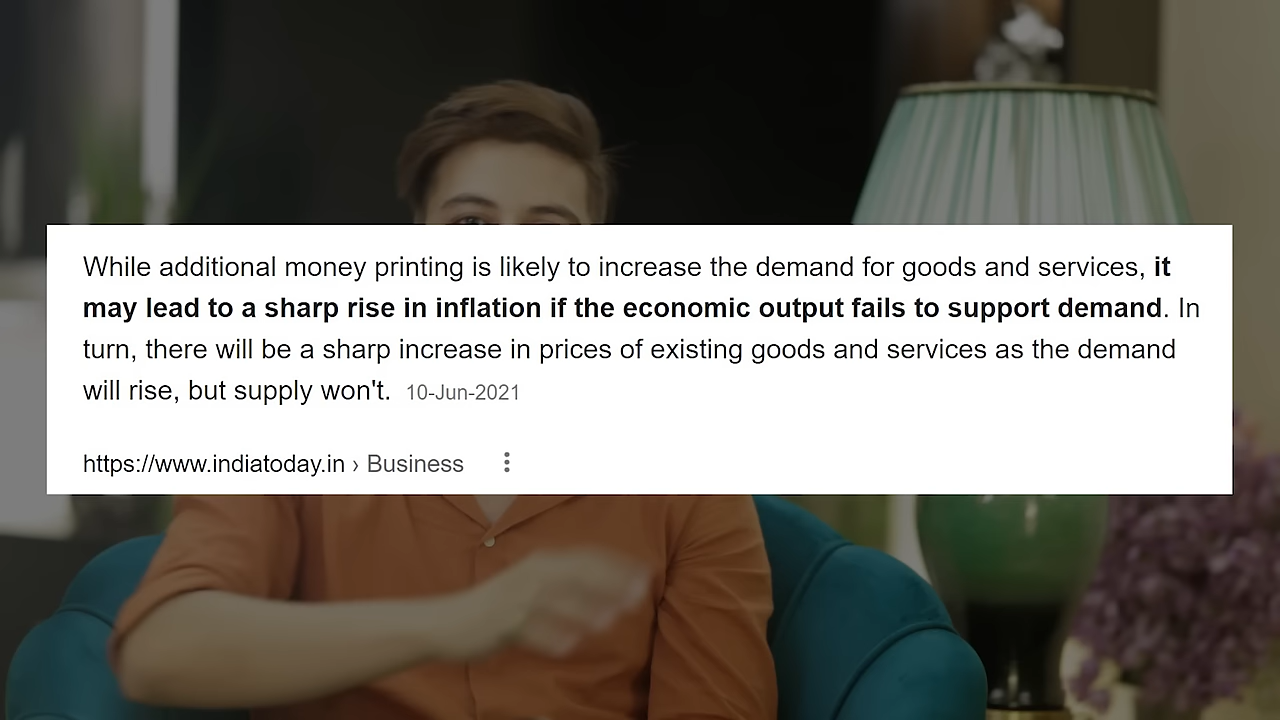 While additional money printing is likely to increase the demand for goods and services, it
may lead to a sharp rise in inflation if the economic output fails to support demand. In
turn, there will be a sharp increase in prices of existing goods and services as the demand
will rise, but supply won't. 10-Jun-2021
https://www.indiatoday.in › Business